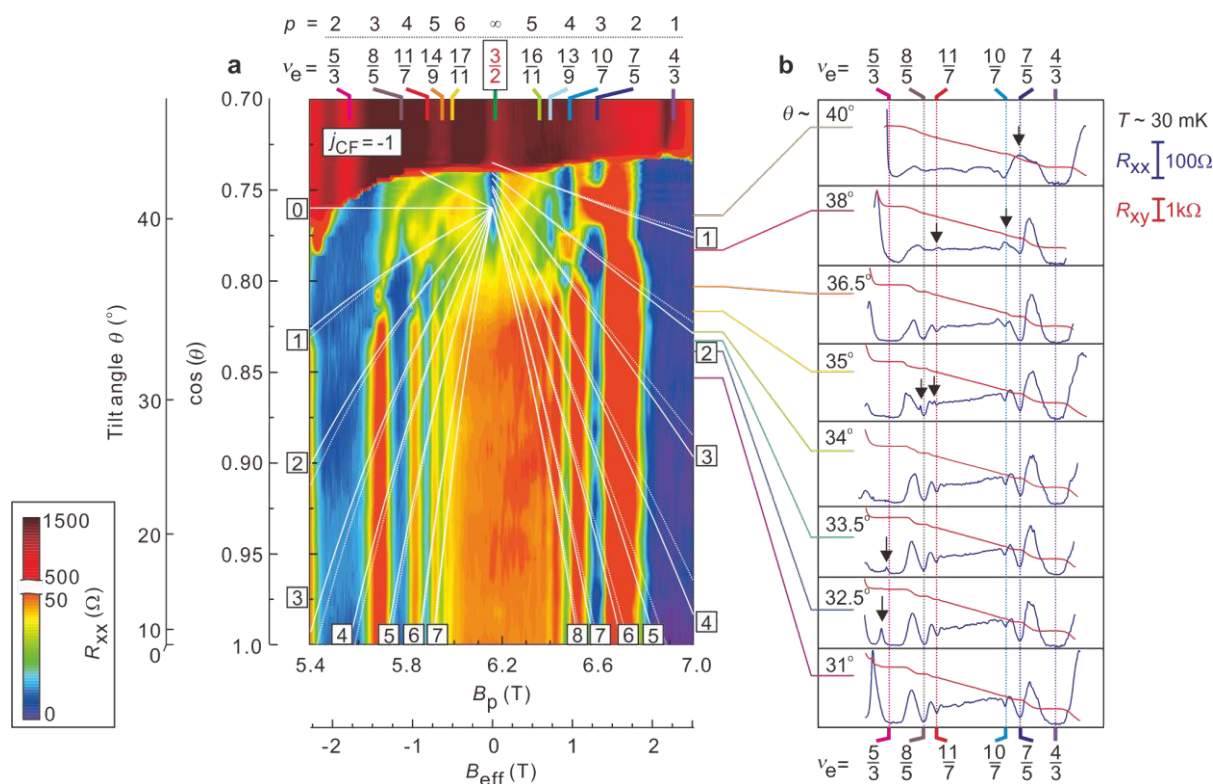 p = 2 3 4 5 6 ∞ 5 4 3 2 1
a νe= 5/3 8/5 11/7 14/9 17/11 3/2 16/11 13/9 10/7 7/5 4/3
b νe= 5/3 8/5 11/7 10/7 7/5 4/3
jCF = -1
Tilt angle θ (°)
40
30
20
10
0
cos (θ)
0.70
0.75
0.80
0.85
0.90
0.95
1.0
0
1
2
3
4 5 6 7 8 7 6 5
1
2
3
4
5.4 5.8 6.2 6.6 7.0
Bp (T)
-2 -1 0 1 2
Beff (T)
1500
500
50
0
Rxx (Ω)
θ ~ 40°
38°
36.5°
35°
34°
33.5°
32.5°
31°
T ~ 30 mK
Rxx 100Ω
Rxy 1kΩ
νe= 5/3 8/5 11/7 10/7 7/5 4/3